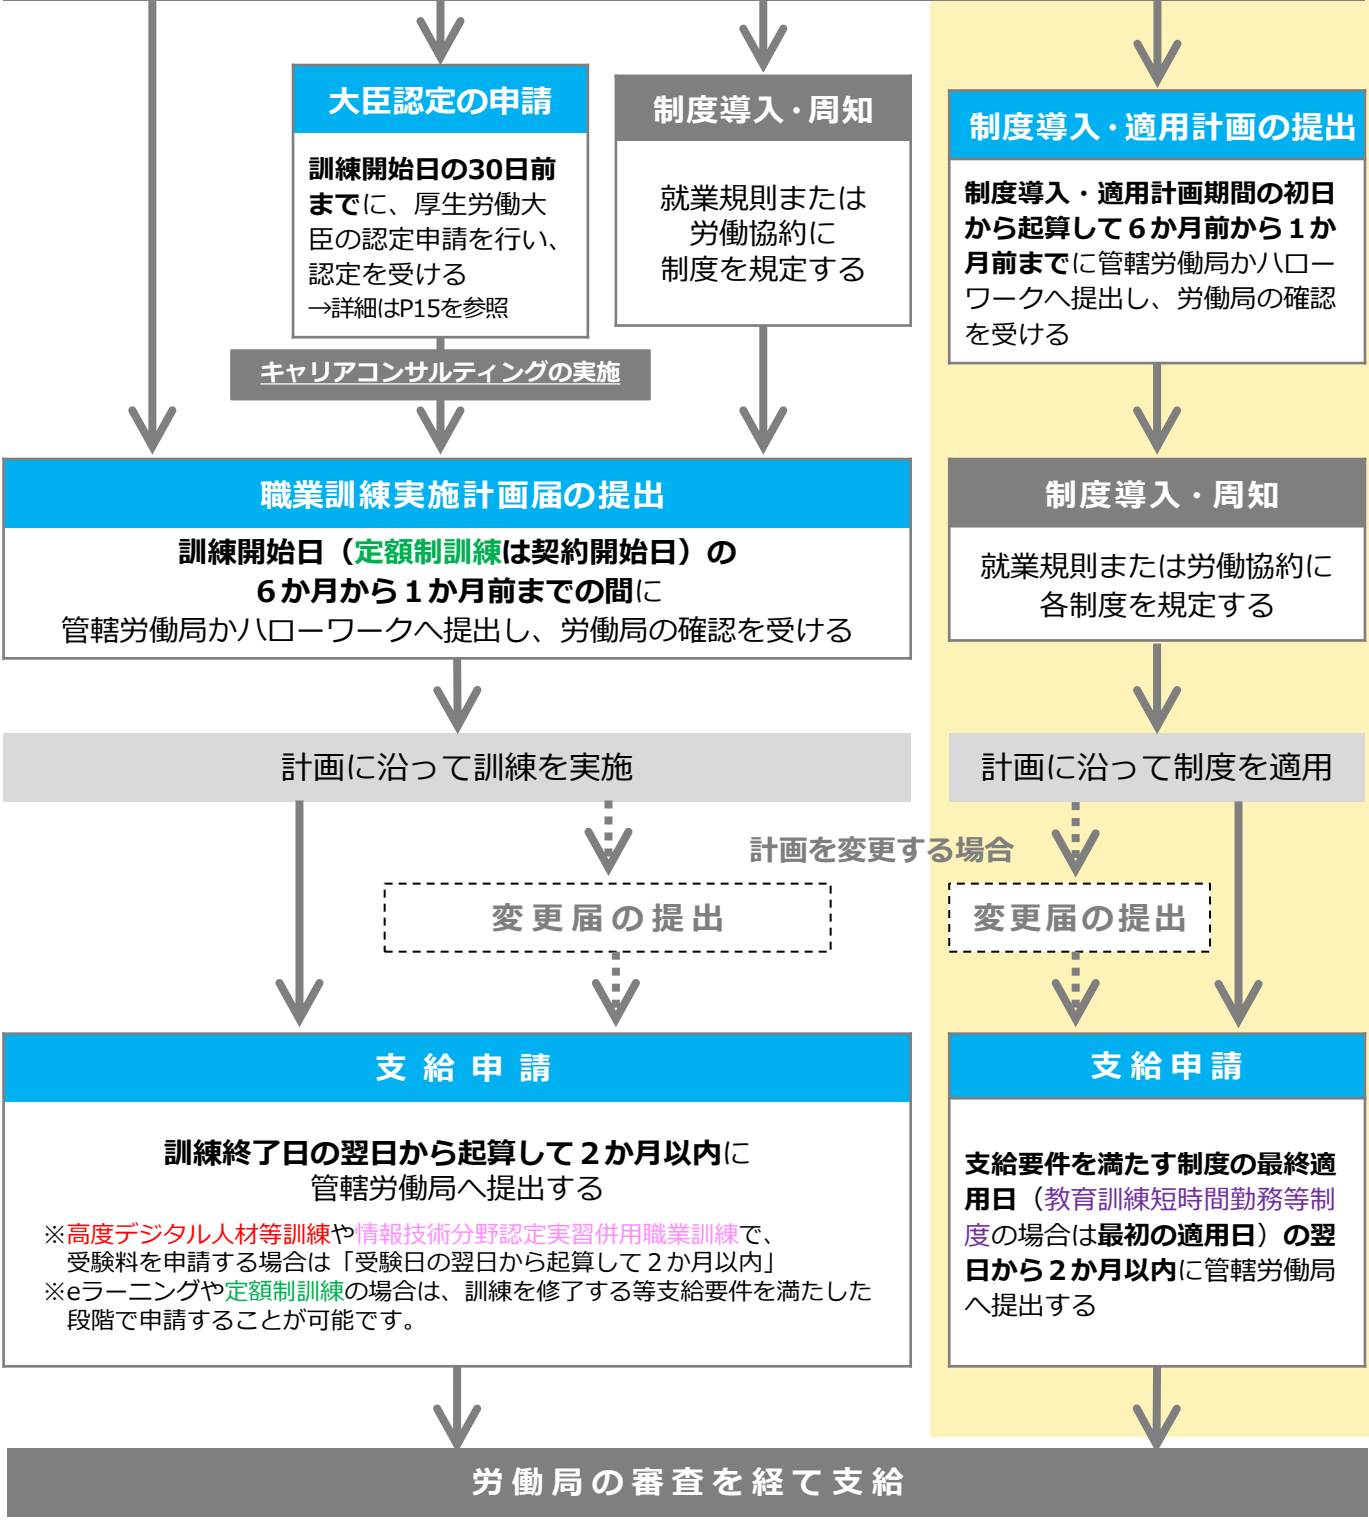 大臣認定の申請
訓練開始日の30日前
までに、厚生労働大
臣の認定申請を行い、
認定を受ける
→詳細はP15を参照
制度導入・周知
就業規則または
労働協約に
制度を規定する
制度導入・適用計画の提出
制度導入・適用計画期間の初日
から起算して６か月前から１か
月前までに管轄労働局かハロー
ワークへ提出し、労働局の確認
を受ける
キャリアコンサルティングの実施
職業訓練実施計画届の提出
訓練開始日（定額制訓練は契約開始日）の
６か月から１か月前までの間に
管轄労働局かハローワークへ提出し、労働局の確認を受ける
制度導入・周知
就業規則または労働協約に
各制度を規定する
計画に沿って訓練を実施
計画に沿って制度を適用
計画を変更する場合
変更届の提出
変更届の提出
支給申請
訓練終了日の翌日から起算して２か月以内に
管轄労働局へ提出する
※高度デジタル人材等訓練や情報技術分野認定実習併用職業訓練で、
受験料を申請する場合は「受験日の翌日から起算して２か月以内」
※eラーニングや定額制訓練の場合は、訓練を修了する等支給要件を満たした
段階で申請することが可能です。
支給申請
支給要件を満たす制度の最終適
用日（教育訓練短時間勤務等制
度の場合は最初の適用日）の翌
日から２か月以内に管轄労働局
へ提出する
労働局の審査を経て支給